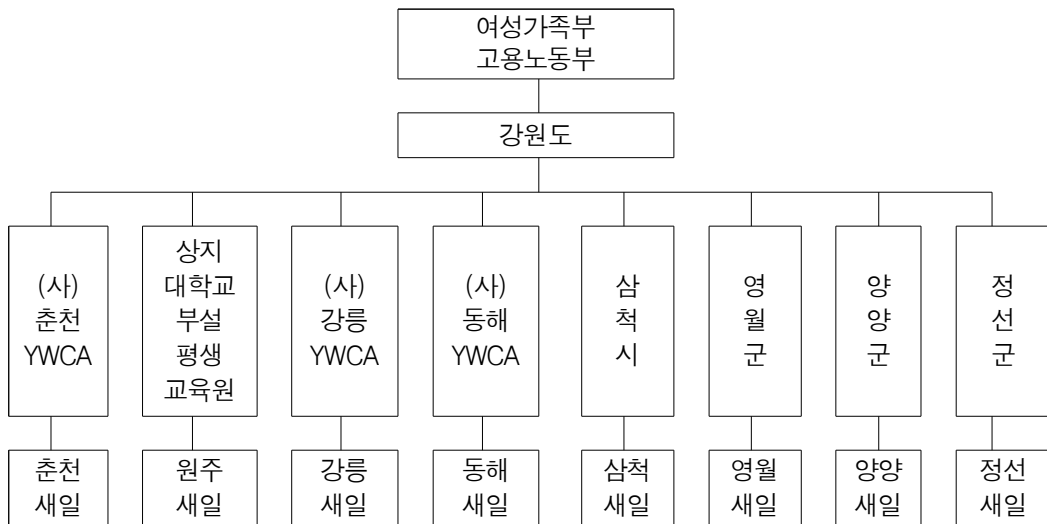 여성가족부
고용노동부
강원도
(사)
춘천
YWCA
상지
대학교
부설
평생
교육원
(사)
강릉
YWCA
(사)
동해
YWCA
삼
척
시
영
월
군
양
양
군
정
선
군
춘천
새일
원주
새일
강릉
새일
동해
새일
삼척
새일
영월
새일
양양
새일
정선
새일